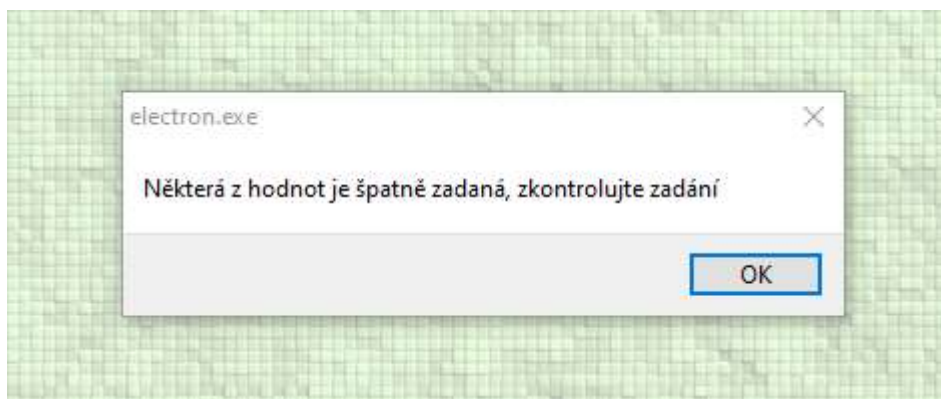 electron.exe
Některá z hodnot je špatně zadaná, zkontrolujte zadání
OK